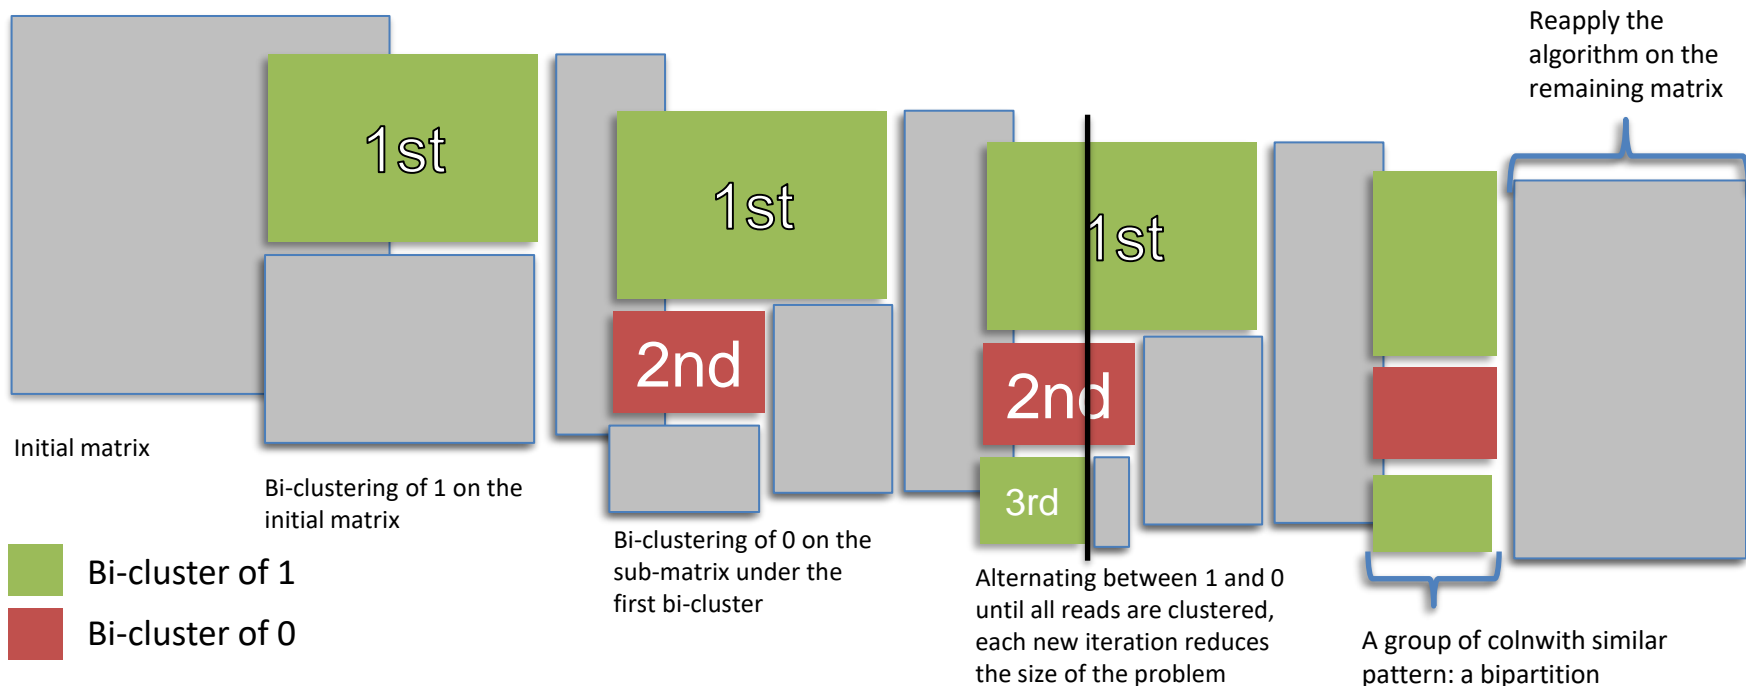 Reapply the
algorithm on the
remaining matrix
1st
1st
1st
2nd
2nd
3rd
Initial matrix
Bi-clustering of 1 on the
initial matrix
Bi-clustering of 0 on the
sub-matrix under the
first bi-cluster
Alternating between 1 and 0
until all reads are clustered,
each new iteration reduces
the size of the problem
A group of colnwith similar
pattern: a bipartition
Bi-cluster of 1
Bi-cluster of 0